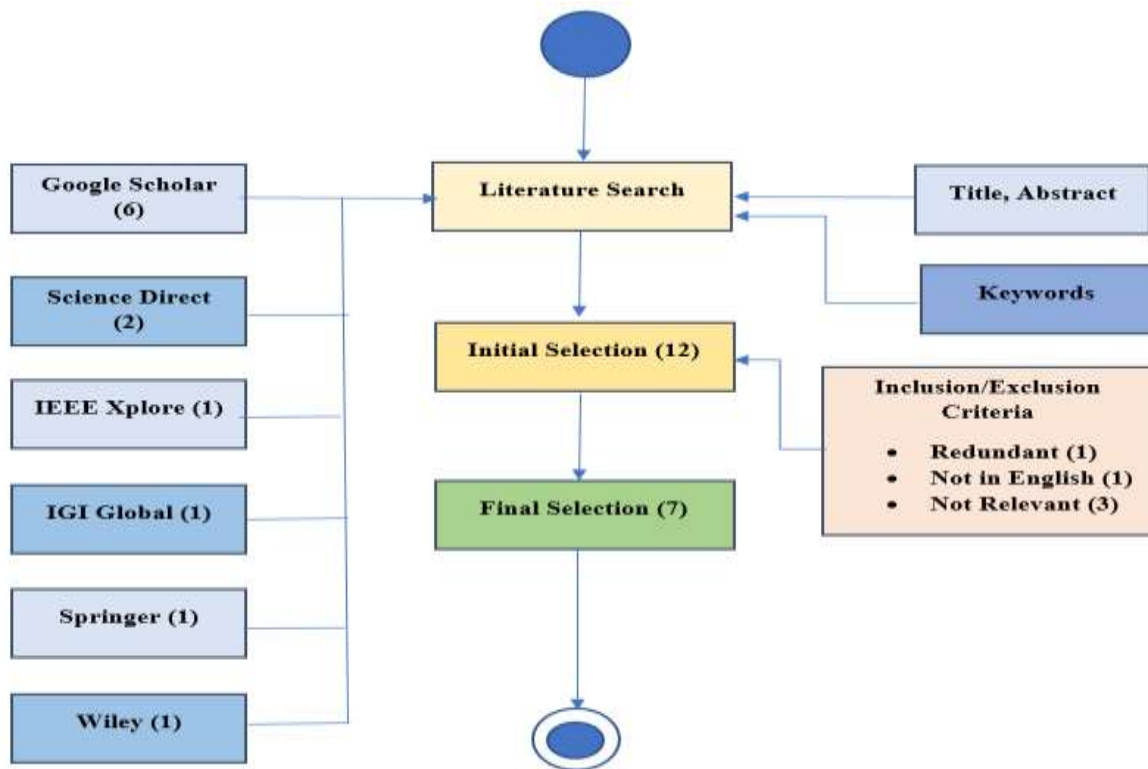 Google Scholar
(6)
Science Direct
(2)
IEEE Xplore (1)
IGI Global (1)
Springer (1)
Wiley (1)
Literature Search
Initial Selection (12)
Final Selection (7)
Title, Abstract
Keywords
Inclusion/Exclusion
Criteria
• Redundant (1)
• Not in English (1)
• Not Relevant (3)